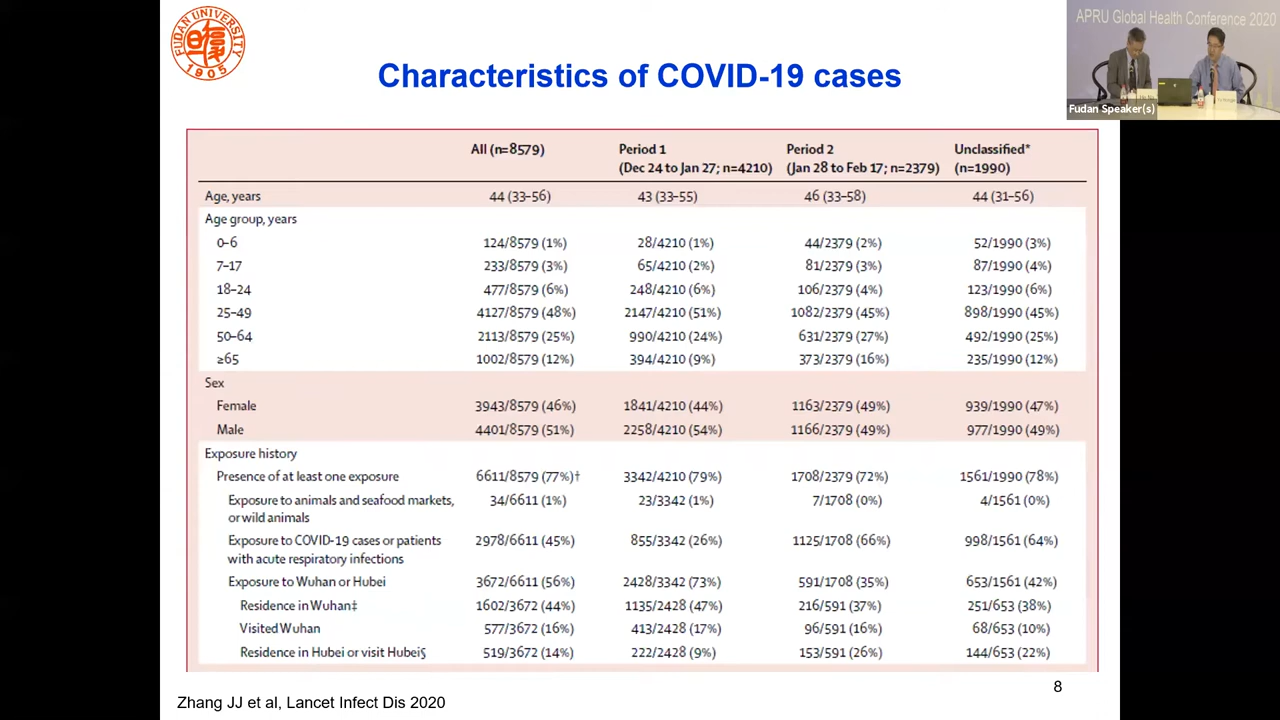 FUDAN UNIVERSITY
1905
APRU Global Health Conference 2020
Fudan Speaker(s)
Characteristics of COVID-19 cases
All (n=8579) Period 1 (Dec 24 to Jan 27; n=4210) Period 2 (Jan 28 to Feb 17; n=2379) Unclassified* (n=1990)
Age, years 44 (33–56) 43 (33–55) 46 (33–58) 44 (31–56)
Age group, years
0–6 124/8579 (1%) 28/4210 (1%) 44/2379 (2%) 52/1990 (3%)
7–17 233/8579 (3%) 65/4210 (2%) 81/2379 (3%) 87/1990 (4%)
18–24 477/8579 (6%) 248/4210 (6%) 106/2379 (4%) 123/1990 (6%)
25–49 4127/8579 (48%) 2147/4210 (51%) 1082/2379 (45%) 898/1990 (45%)
50–64 2113/8579 (25%) 990/4210 (24%) 631/2379 (27%) 492/1990 (25%)
≥65 1002/8579 (12%) 394/4210 (9%) 373/2379 (16%) 235/1990 (12%)
Sex
Female 3943/8579 (46%) 1841/4210 (44%) 1163/2379 (49%) 939/1990 (47%)
Male 4401/8579 (51%) 2258/4210 (54%) 1166/2379 (49%) 977/1990 (49%)
Exposure history
Presence of at least one exposure 6611/8579 (77%)† 3342/4210 (79%) 1708/2379 (72%) 1561/1990 (78%)
Exposure to animals and seafood markets, 34/6611 (1%) 23/3342 (1%) 7/1708 (0%) 4/1561 (0%)
or wild animals
Exposure to COVID-19 cases or patients 2978/6611 (45%) 855/3342 (26%) 1125/1708 (66%) 998/1561 (64%)
with acute respiratory infections
Exposure to Wuhan or Hubei 3672/6611 (56%) 2428/3342 (73%) 591/1708 (35%) 653/1561 (42%)
Residence in Wuhan‡ 1602/3672 (44%) 1135/2428 (47%) 216/591 (37%) 251/653 (38%)
Visited Wuhan 577/3672 (16%) 413/2428 (17%) 96/591 (16%) 68/653 (10%)
Residence in Hubei or visit Hubei§ 519/3672 (14%) 222/2428 (9%) 153/591 (26%) 144/653 (22%)
8
Zhang JJ et al, Lancet Infect Dis 2020